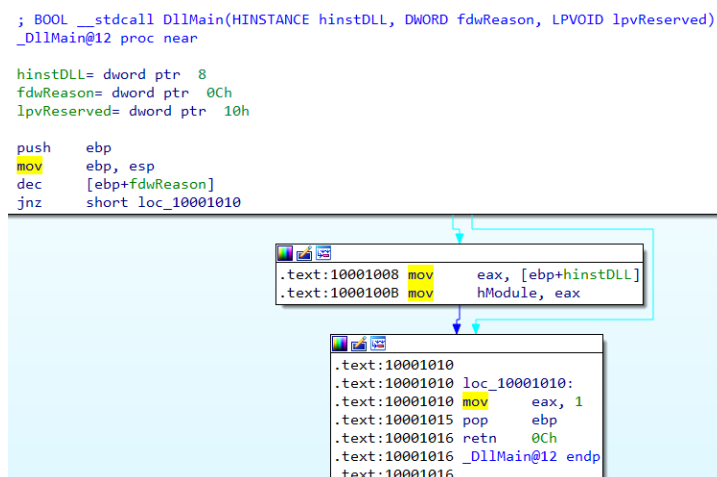 ; BOOL __stdcall DllMain(HINSTANCE hinstDLL, DWORD fdwReason, LPVOID lpvReserved)
_DllMain@12 proc near
hinstDLL= dword ptr  8
fdwReason= dword ptr  0Ch
lpvReserved= dword ptr  10h
push    ebp
mov     ebp, esp
dec     [ebp+fdwReason]
jnz     short loc_10001010
.text:10001008 mov     eax, [ebp+hinstDLL]
.text:1000100B mov     hModule, eax
.text:10001010
.text:10001010 loc_10001010:
.text:10001010 mov     eax, 1
.text:10001015 pop     ebp
.text:10001016 retn    0Ch
.text:10001016 _DllMain@12 endp
.text:10001016